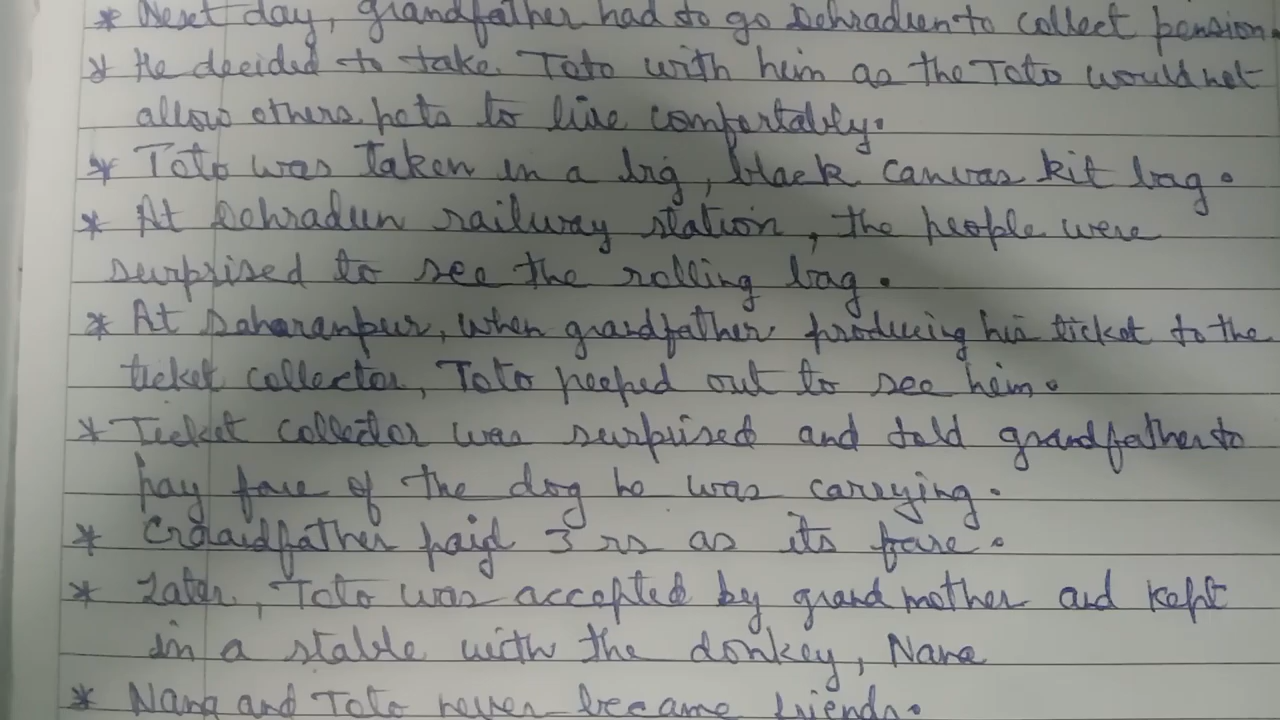 * Next day, grandfather had to go Dehradun to collect pension.
* He decided to take Toto with him as the Toto would not
allow others pets to live comfortably.
* Toto was taken in a big, black canvas kit bag.
* At Dehradun railway station, the people were
surprised to see the rolling bag.
* At Saharanpur, when grandfather producing his ticket to the
ticket collector, Toto peeped out to see him.
* Ticket collector was surprised and told grandfather to
pay fare of the dog he was carrying.
* Grandfather paid 3 rs as its fare.
* Later, Toto was accepted by grand mother and kept
in a stable with the donkey, Nana
* Nana and Toto never became friends.